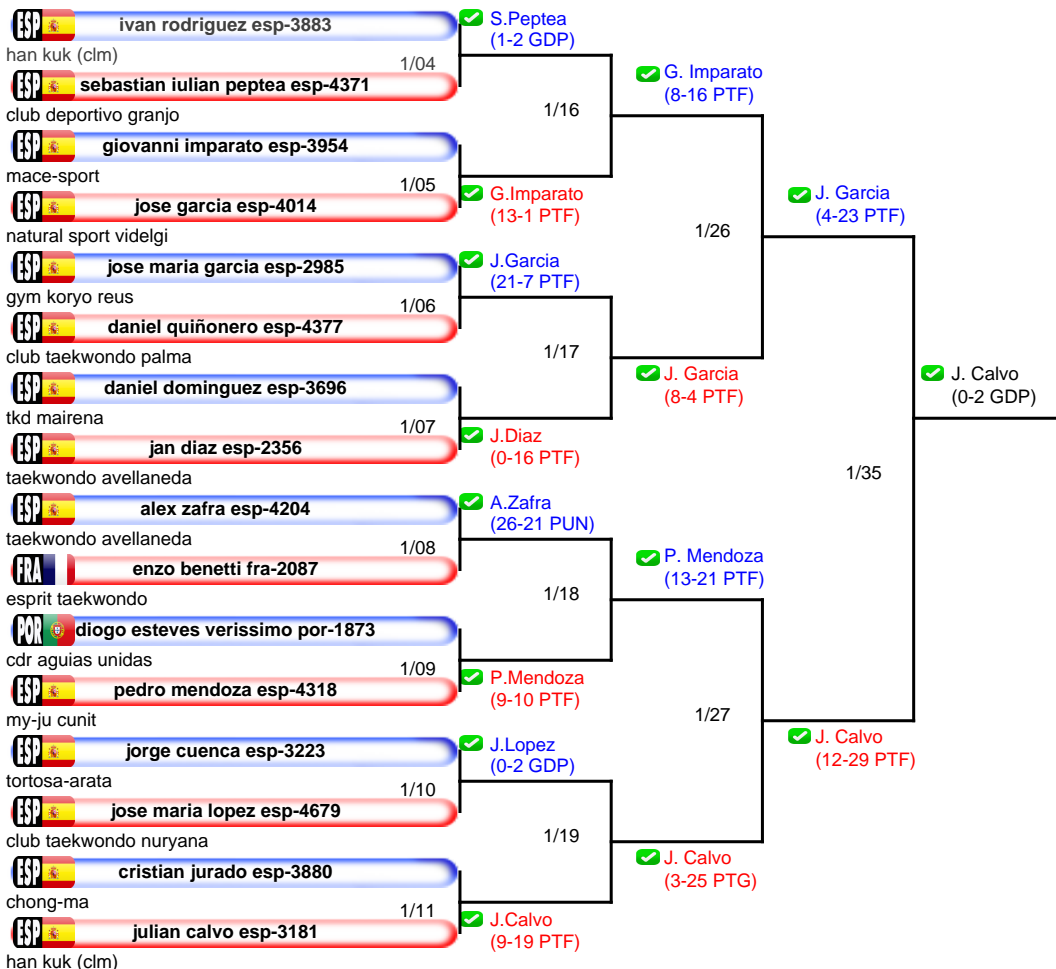 ESP ivan rodriguez esp-3883
han kuk (clm)
1/04
ESP sebastian iulian peptea esp-4371
club deportivo granjo
ESP giovanni imparato esp-3954
mace-sport
1/05
ESP jose garcia esp-4014
natural sport videlgi
ESP jose maria garcia esp-2985
gym koryo reus
1/06
ESP daniel quiñonero esp-4377
club taekwondo palma
ESP daniel dominguez esp-3696
tkd mairena
1/07
ESP jan diaz esp-2356
taekwondo avellaneda
ESP alex zafra esp-4204
taekwondo avellaneda
1/08
FRA enzo benetti fra-2087
esprit taekwondo
POR diogo esteves verissimo por-1873
cdr aguias unidas
1/09
ESP pedro mendoza esp-4318
my-ju cunit
ESP jorge cuenca esp-3223
tortosa-arata
1/10
ESP jose maria lopez esp-4679
club taekwondo nuryana
ESP cristian jurado esp-3880
chong-ma
1/11
ESP julian calvo esp-3181
han kuk (clm)
S.Peptea
(1-2 GDP)
1/16
G.Imparato
(13-1 PTF)
J.Garcia
(21-7 PTF)
1/17
J.Diaz
(0-16 PTF)
A.Zafra
(26-21 PUN)
1/18
P.Mendoza
(9-10 PTF)
J.Lopez
(0-2 GDP)
1/19
J.Calvo
(9-19 PTF)
G. Imparato
(8-16 PTF)
1/26
J. Garcia
(8-4 PTF)
P. Mendoza
(13-21 PTF)
1/27
J. Calvo
(3-25 PTG)
J. Garcia
(4-23 PTF)
1/35
J. Calvo
(12-29 PTF)
J. Calvo
(0-2 GDP)